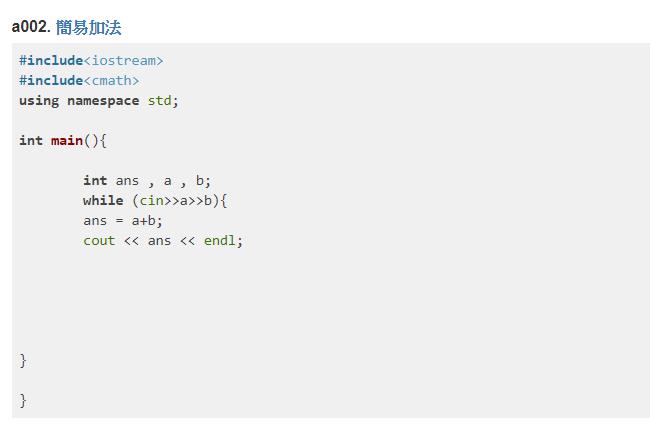 a002. 簡易加法
#include<iostream>
#include<cmath>
using namespace std;
int main(){
int ans , a , b;
while (cin>>a>>b){
ans = a+b;
cout << ans << endl;
}
}